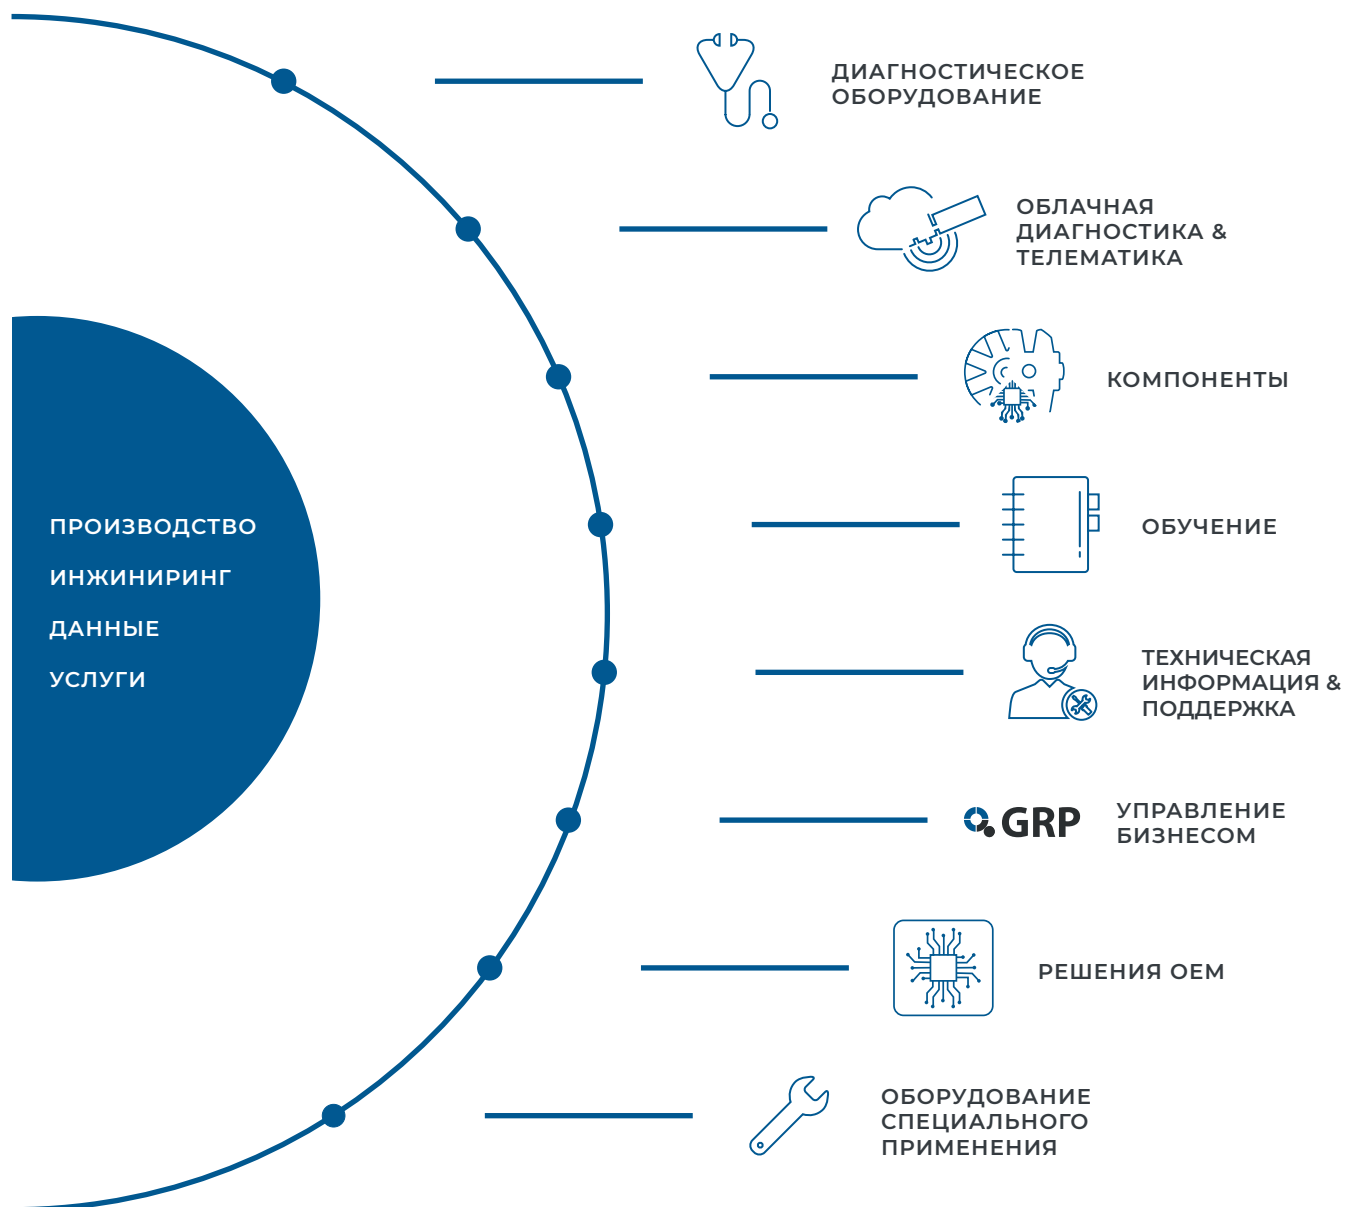 ДИАГНОСТИЧЕСКОЕ
ОБОРУДОВАНИЕ
ОБЛАЧНАЯ
ДИАГНОСТИКА &
ТЕЛЕМАТИКА
КОМПОНЕНТЫ
ПРОИЗВОДСТВО
ИНЖИНИРИНГ
ДАННЫЕ
УСЛУГИ
ОБУЧЕНИЕ
ТЕХНИЧЕСКАЯ
ИНФОРМАЦИЯ &
ПОДДЕРЖКА
GRP
УПРАВЛЕНИЕ
БИЗНЕСОМ
РЕШЕНИЯ OEM
ОБОРУДОВАНИЕ
СПЕЦИАЛЬНОГО
ПРИМЕНЕНИЯ